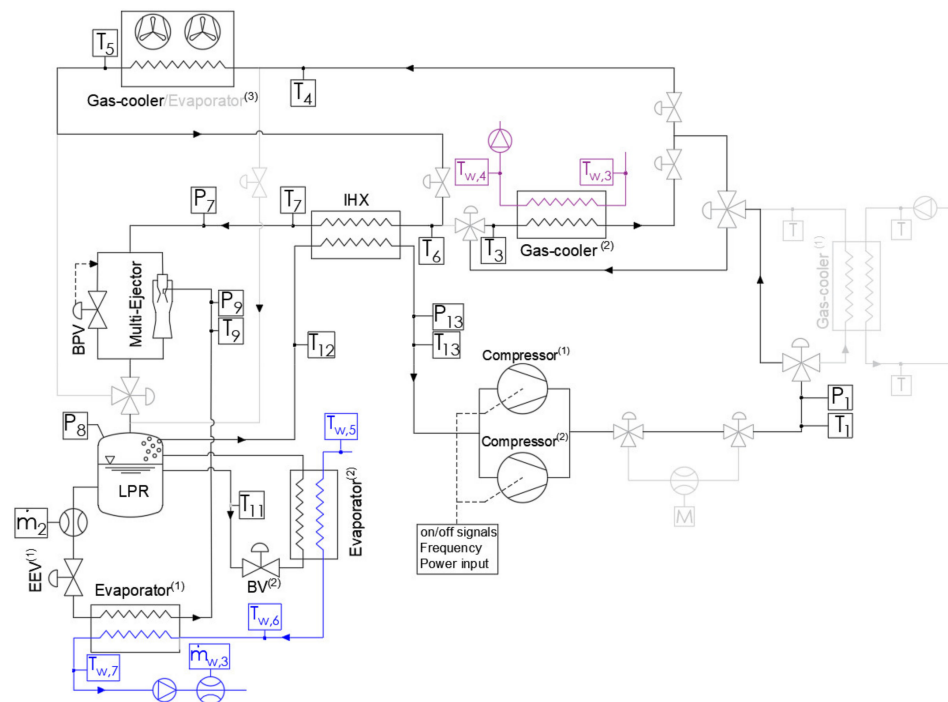 T5
Gas-cooler/Evaporator(3)
T4
Tw,4
Tw,3
P7
T7
IHX
T6
T3
Gas-cooler (2)
T
T
Gas-cooler (1)
T
BPV
Multi-Ejector
P9
T9
T12
P13
T13
Compressor(1)
P1
T1
P8
Tw,5
Compressor(2)
LPR
T11
Evaporator(2)
M
ṁ2
on/off signals
Frequency
Power input
EEV(1)
BV(2)
Evaporator(1)
Tw,6
Tw,7
ṁw,3